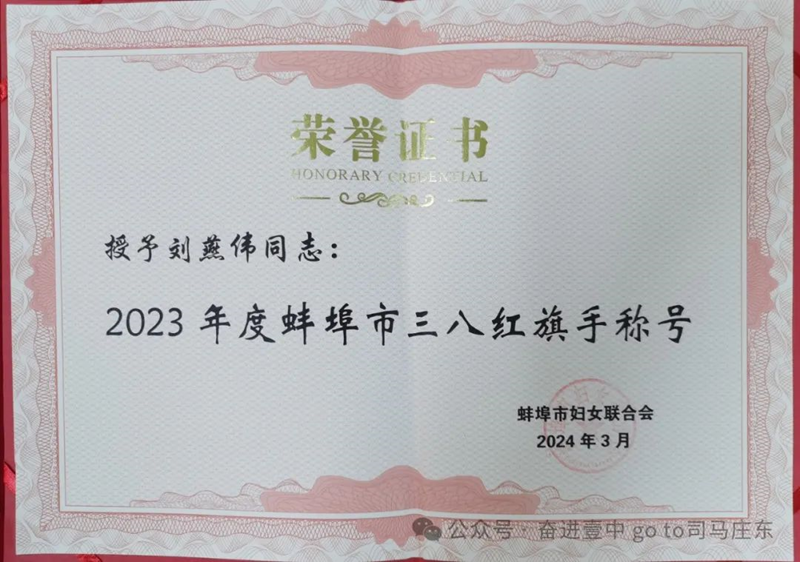 荣誉证书
HONORARY CREDENTIAL
授予刘燕伟同志：
2023 年度蚌埠市三八红旗手称号
蚌埠市妇女联合会
2024 年 3 月
公众号 · 奋进壹中 go to司马庄东